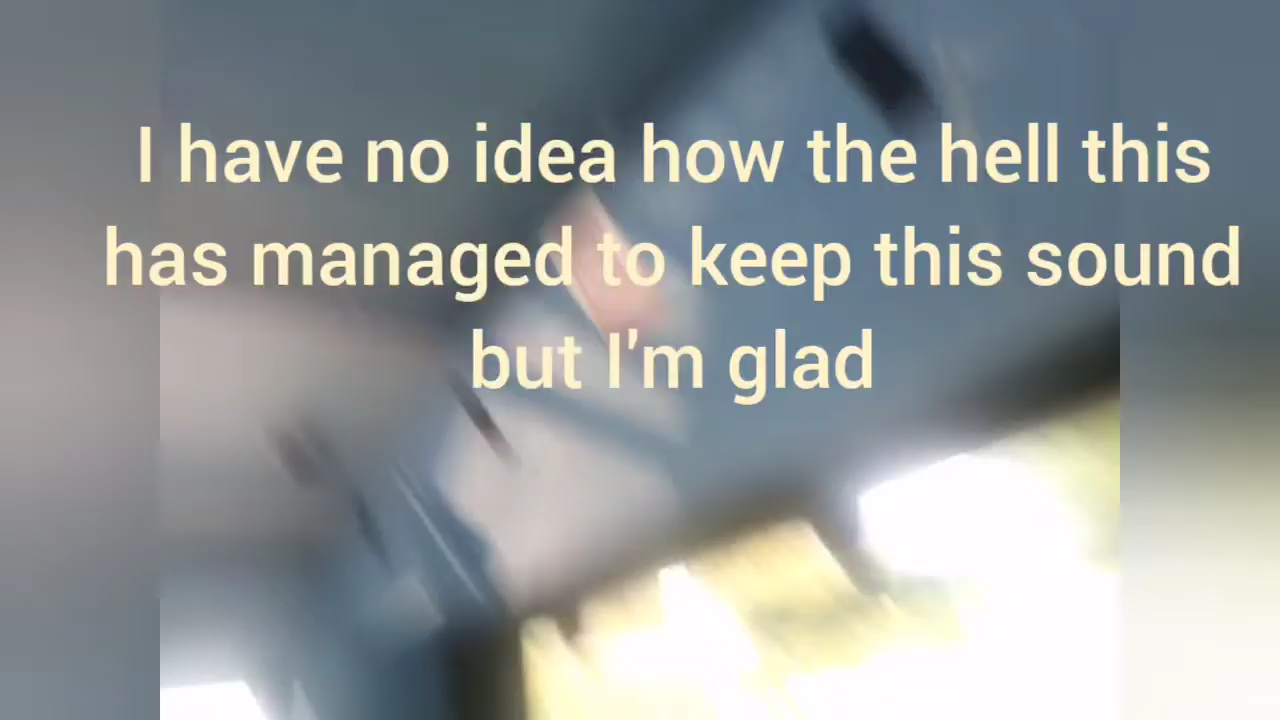 I have no idea how the hell this
has managed to keep this sound
but I'm glad